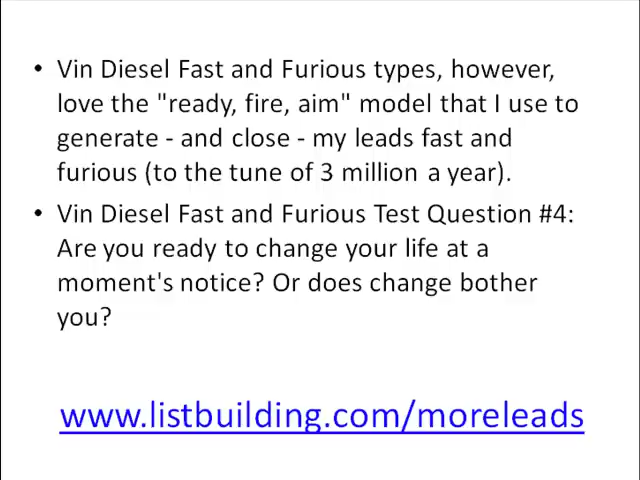 • Vin Diesel Fast and Furious types, however,
love the "ready, fire, aim" model that I use to
generate - and close - my leads fast and
furious (to the tune of 3 million a year).
• Vin Diesel Fast and Furious Test Question #4:
Are you ready to change your life at a
moment's notice? Or does change bother
you?
www.listbuilding.com/moreleads